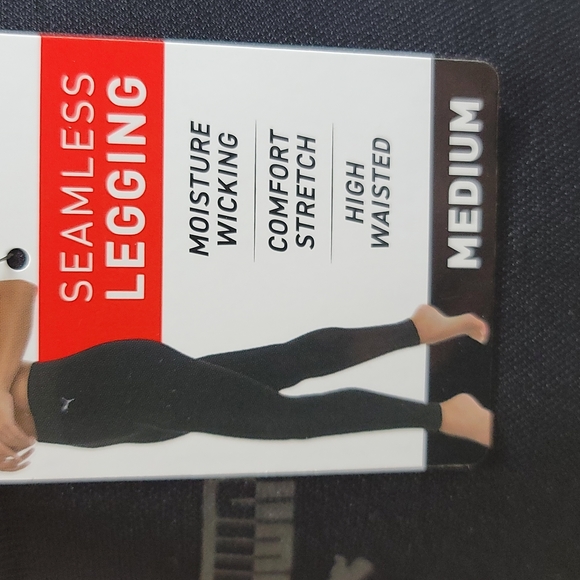 SEAMLESS
LEGGING
MOISTURE
WICKING
COMFORT
STRETCH
HIGH
WAISTED
MEDIUM